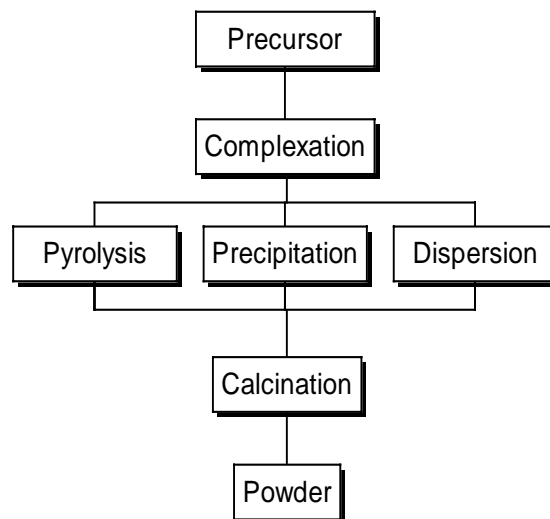 Precursor
Complexation
Pyrolysis
Precipitation
Dispersion
Calcination
Powder